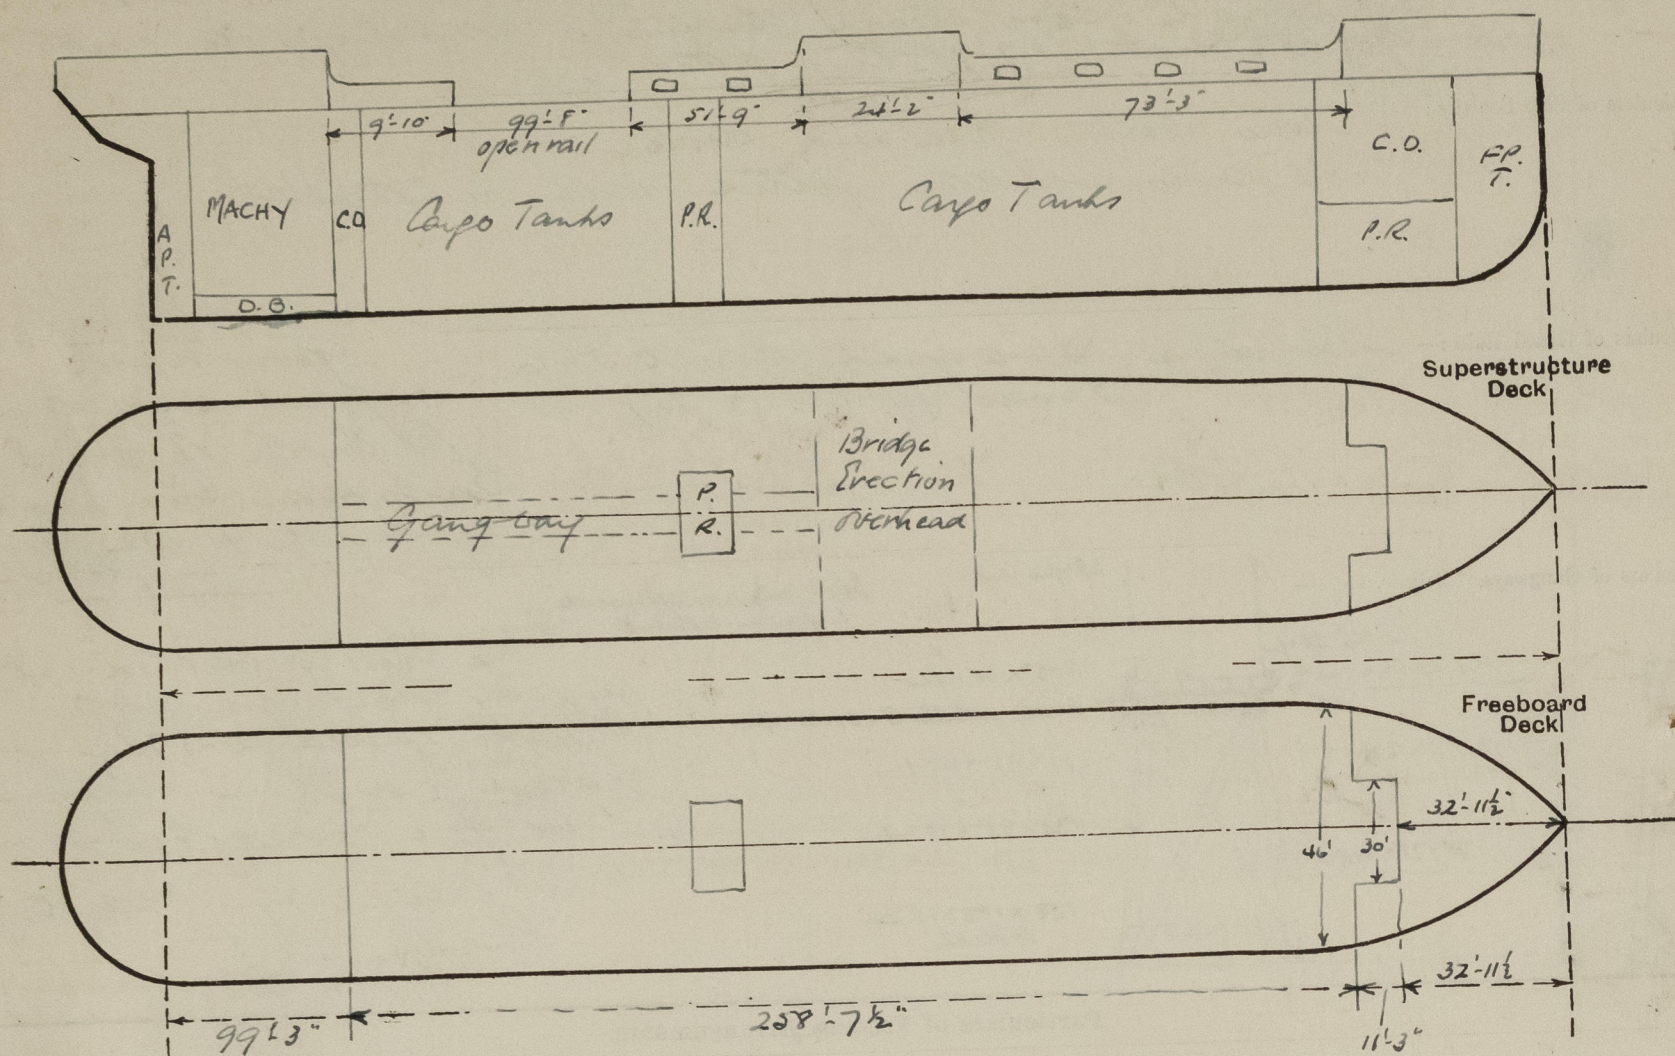 9'-10"
99'-8"
open rail
51'-9"
24'-2"
73'-3"
C.D.
F.P.
T.
MACHY
C.D
Cargo Tanks
P.R.
Cargo Tanks
P.R.
A
P.
T.
D.B.
Superstructure
Deck
Bridge
Erection
overhead
P.
R.
Gangway
Freeboard
Deck
32'-11½"
46'
30'
32'-11½
99'-3"
258'-7½"
11'-3"